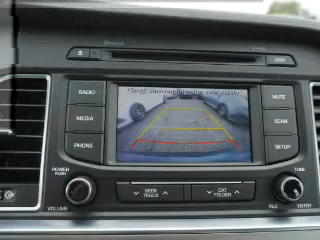 DISP
RADIO
MUTE
MEDIA
SCAN
PHONE
SETUP
POWER
PUSH
TUNE
SEEK
TRACK
CAT
FOLDER
VOLUME
FILE
ENTER